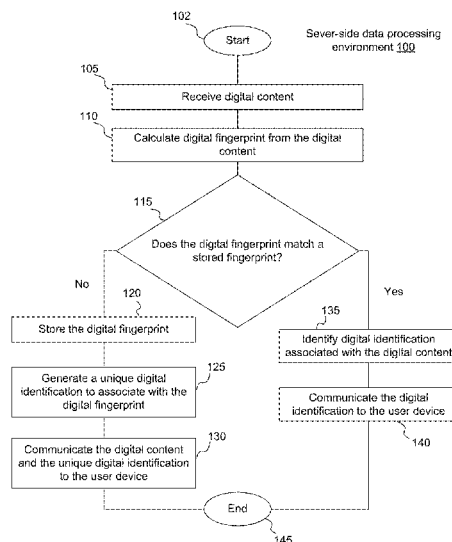 102
Start
Sever-side data processing
environment 100
105
Receive digital content
110
Calculate digital fingerprint from the digital
content
115
Does the digital fingerprint match a
stored fingerprint?
No
Yes
120
Store the digital fingerprint
135
Identify digital identification
associated with the digital content
Generate a unique digital
identification to associate with the
digital fingerprint
125
Communicate the digital
identification to the user device
140
Communicate the digital content
and the unique digital identification
to the user device
130
End
145